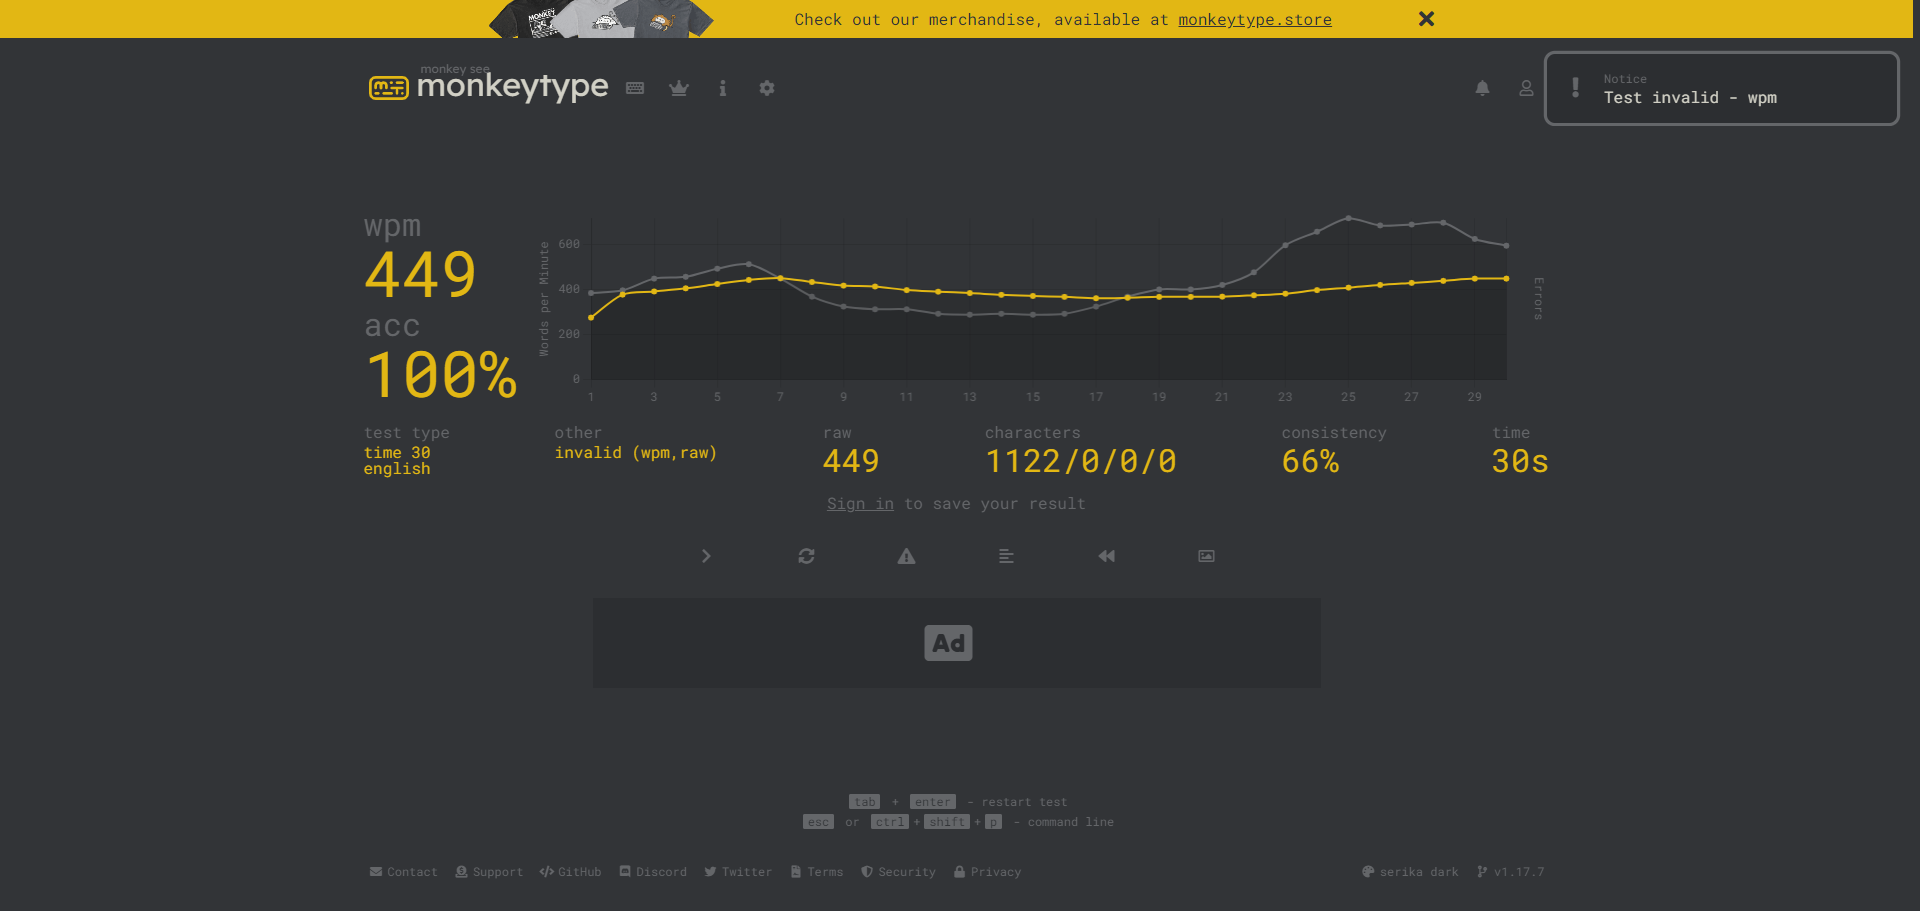 Check out our merchandise, available at monkeytype.store
MONKEY
monkey see
monkeytype
Notice
Test invalid - wpm
wpm
449
acc
100%
Words per Minute
600
400
200
0
1 3 5 7 9 11 13 15 17 19 21 23 25 27 29
Errors
test type
time 30
english
other
invalid (wpm,raw)
raw
449
characters
1122/0/0/0
consistency
66%
time
30s
Sign in to save your result
Ad
tab + enter - restart test
esc or ctrl + shift + p - command line
Contact Support GitHub Discord Twitter Terms Security Privacy serika dark v1.17.7